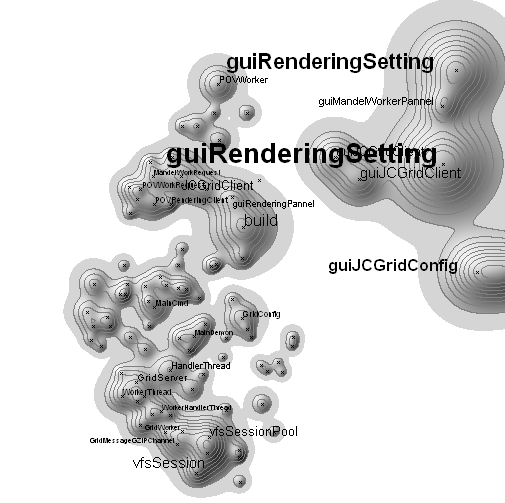 guiRenderingSetting
POVWorker
guiMandelWorkerPannel
guiRenderingSetting
MandelWorkRequest
guiJCGridClient
POVWorkRequest
JCGridClient
POVRenderingClient
guiRenderingPannel
build
guiJCGridConfig
MainCmd
GridConfig
MainDemon
HandlerThread
GridServer
WorkerThread
WorkerHandlerThread
GridWorker
vfsSessionPool
GridMessageGZIPChannel
vfsSession